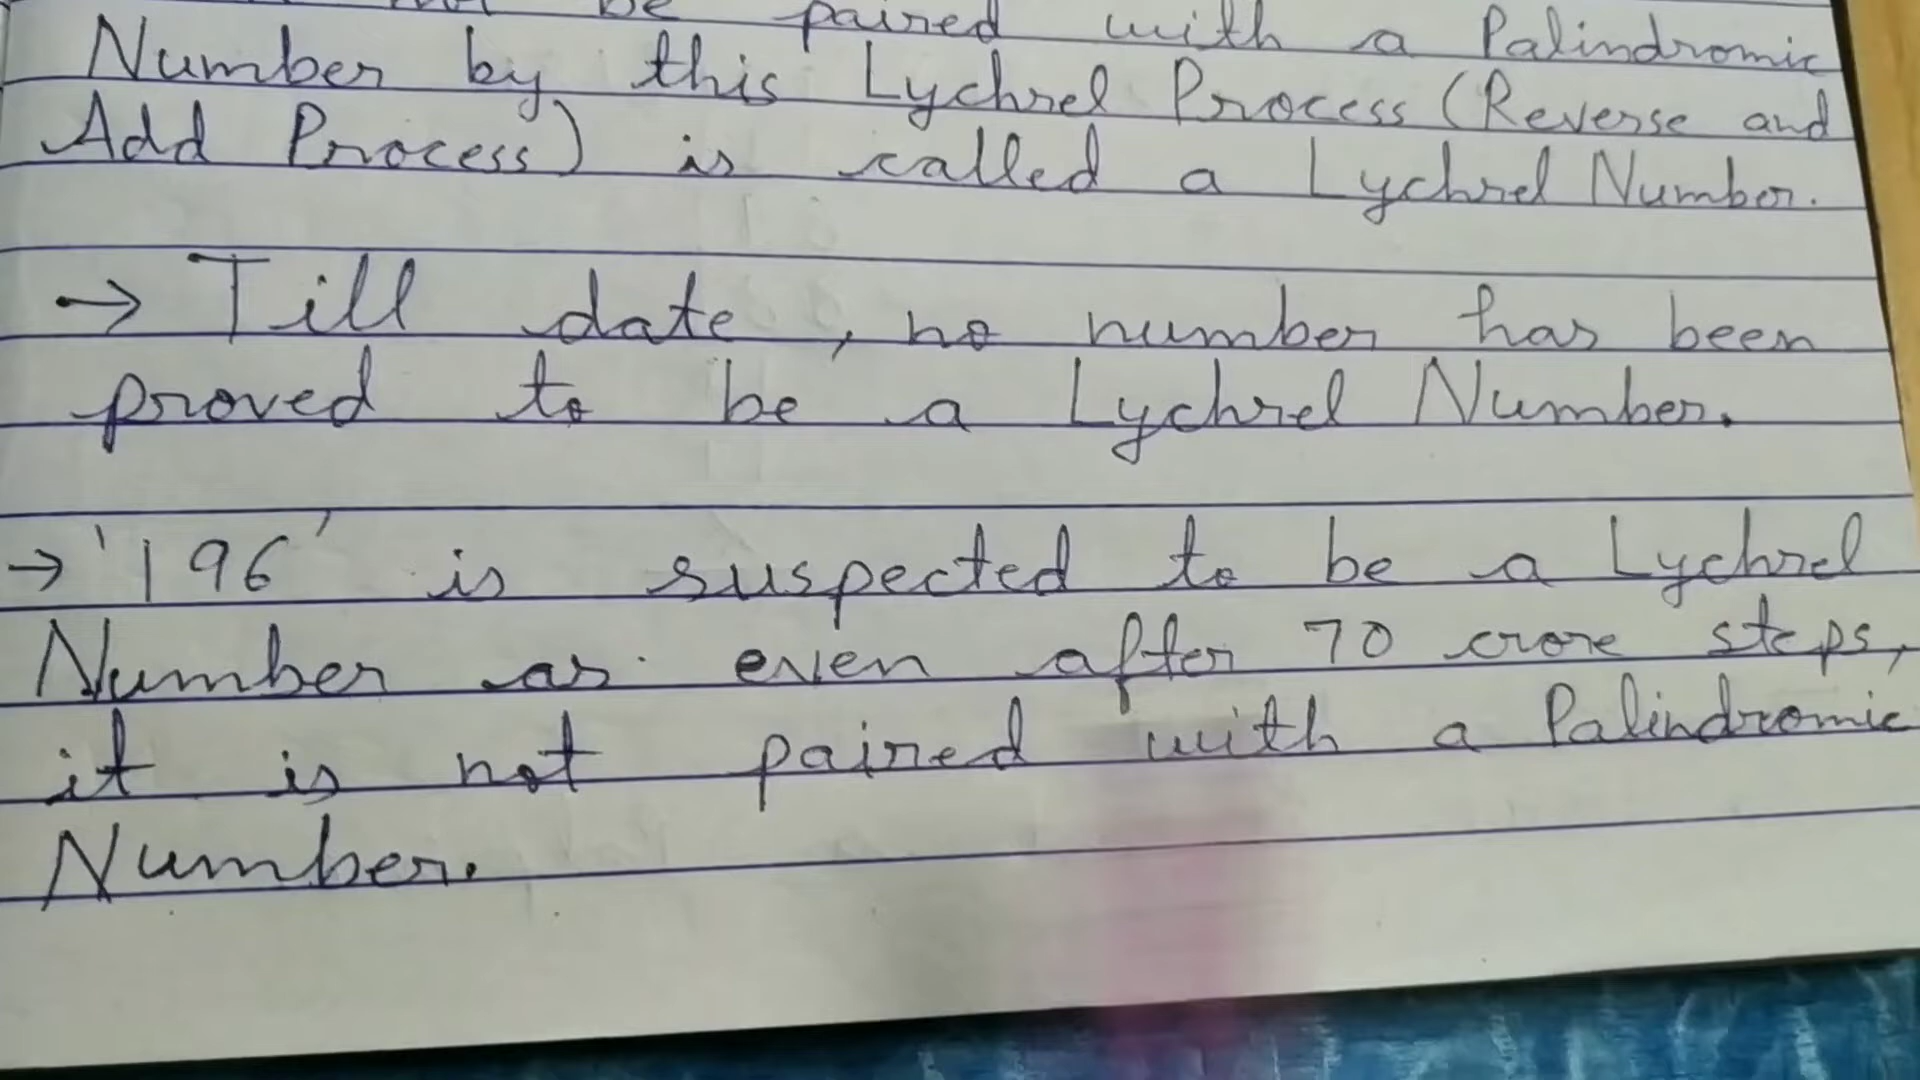 be paired with a Palindromic
Number by this Lychrel Process (Reverse and
Add Process) is called a Lychrel Number.
→ Till date, no number has been
proved to be a Lychrel Number.
→ '196' is suspected to be a Lychrel
Number as even after 70 crore steps,
it is not paired with a Palindromic
Number.